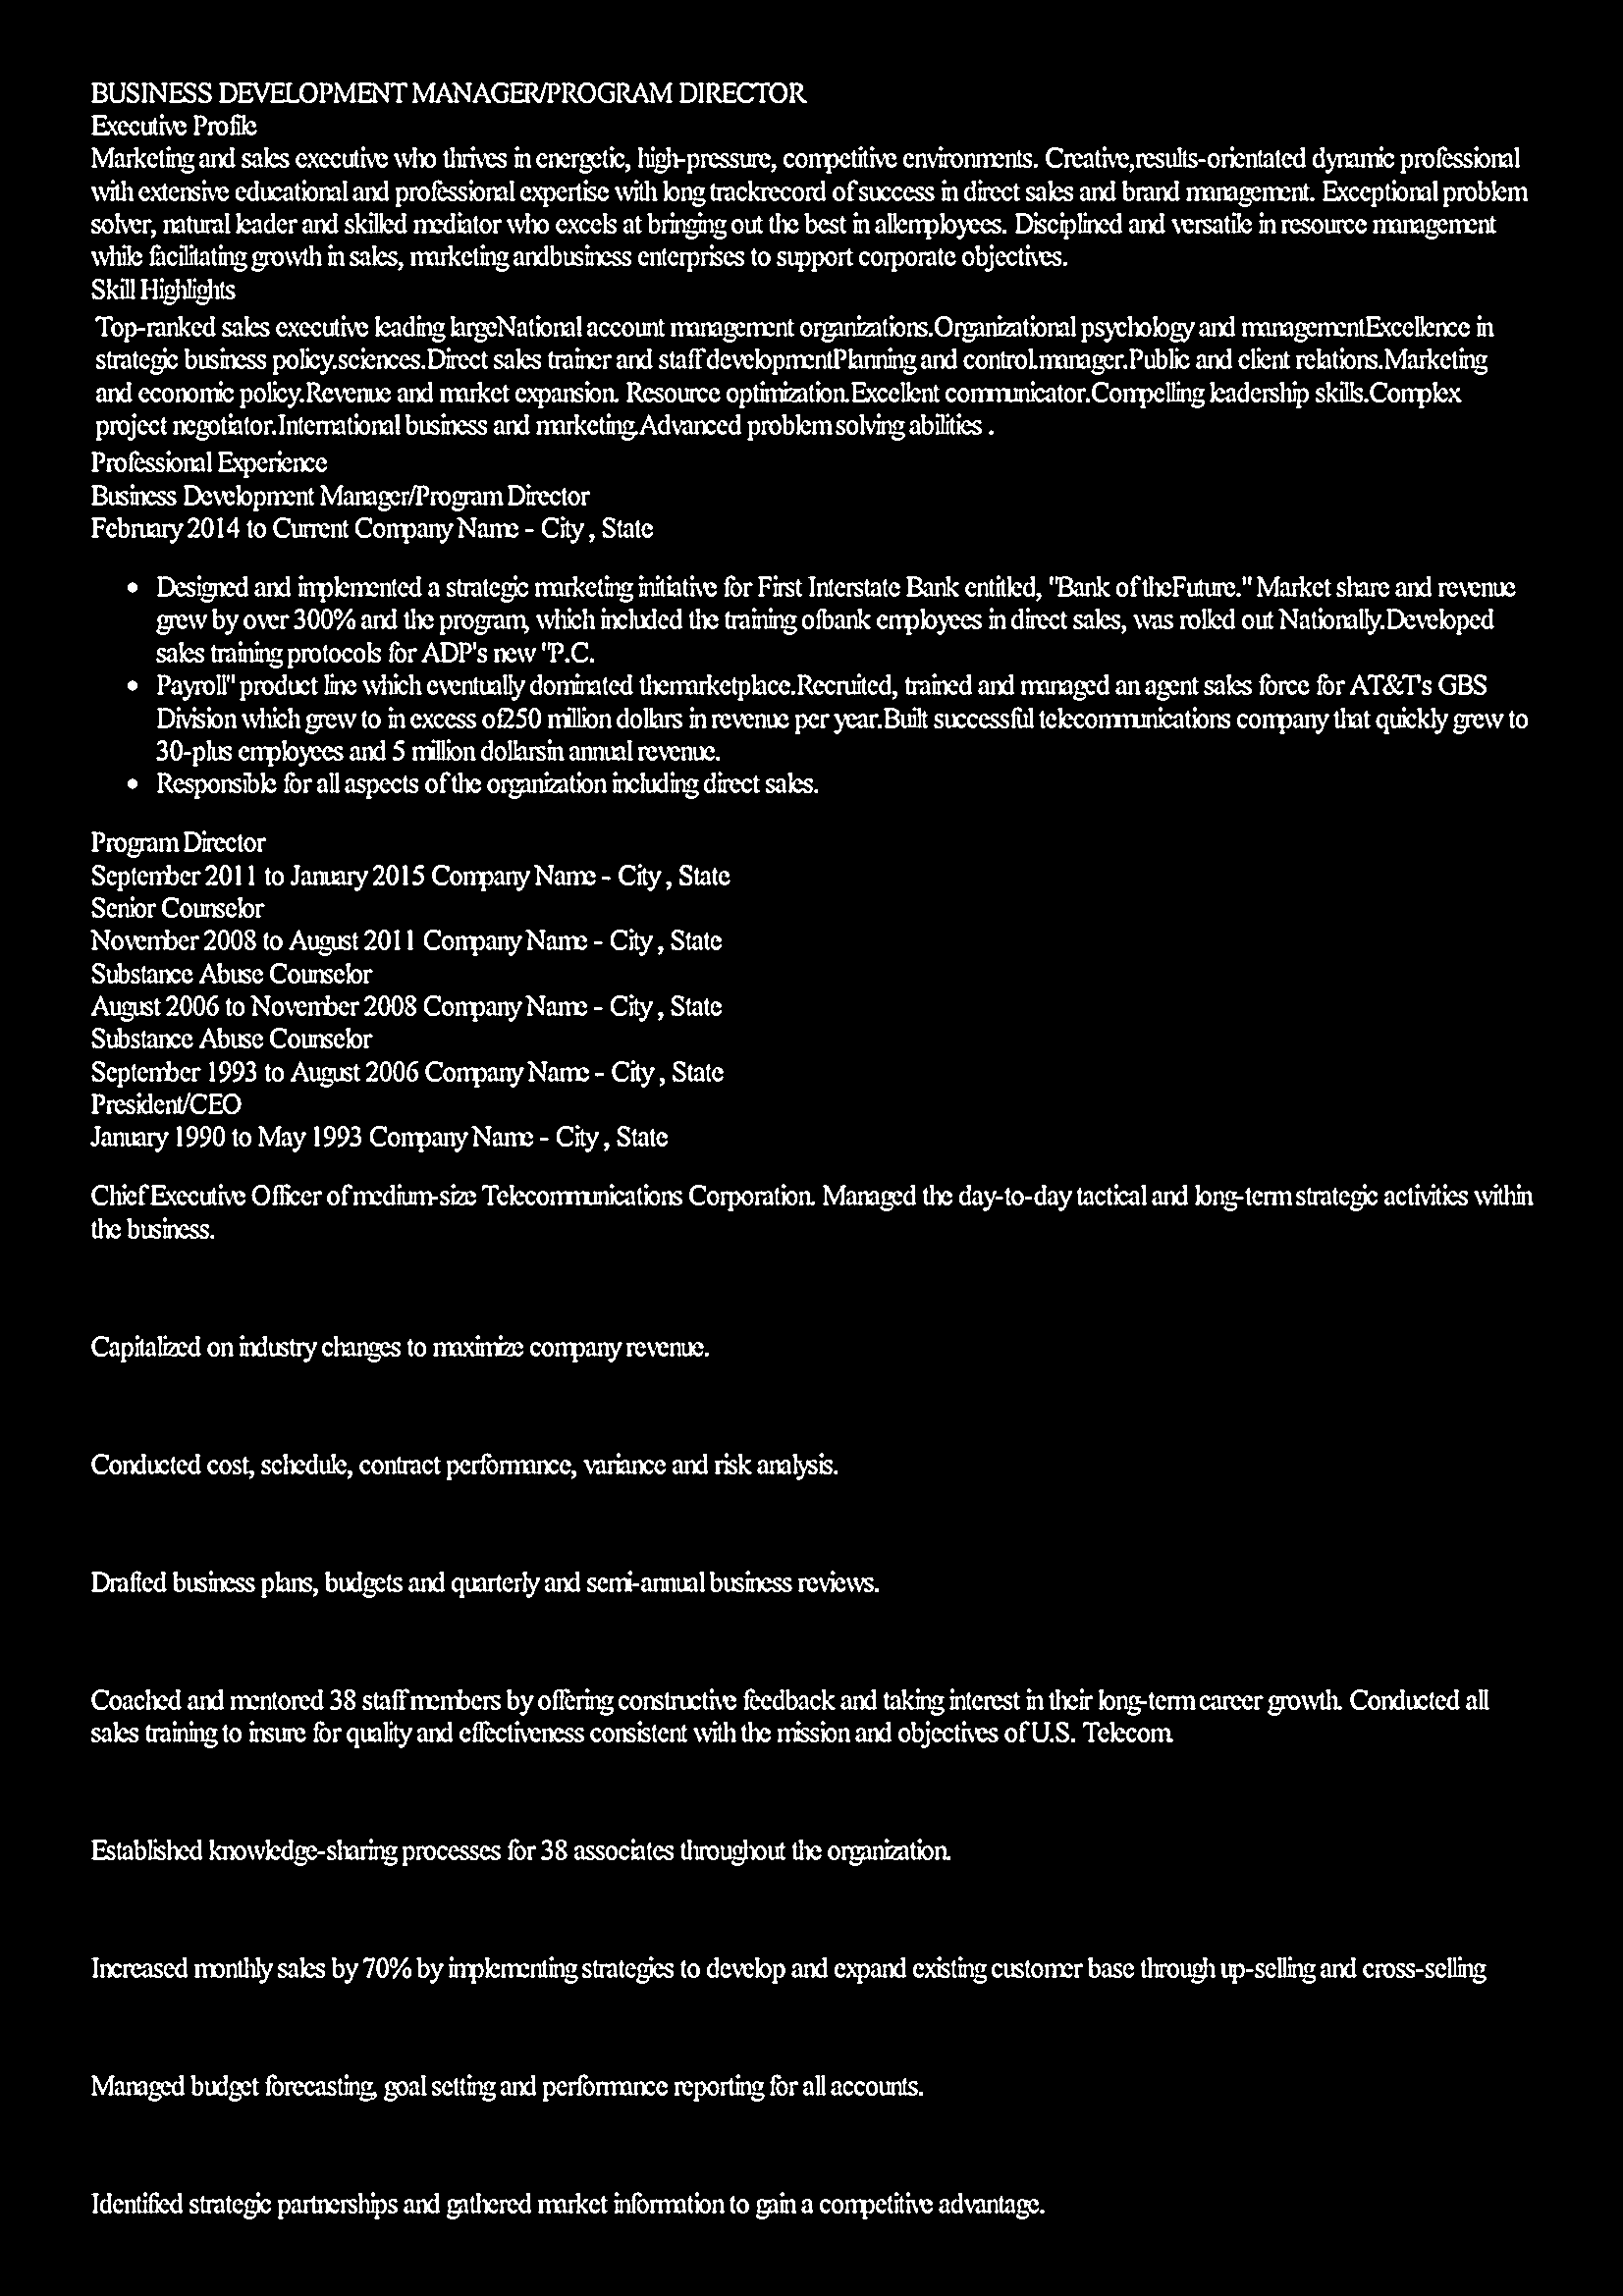 BUSINESS DEVELOPMENT MANAGER/PROGRAM DIRECTOR
Executive Profile
Marketing and sales executive who thrives in energetic, high-pressure, competitive environments. Creative,results-orientated dynamic professional
with extensive educational and professional expertise with long trackrecord of success in direct sales and brand management. Exceptional problem
solver, natural leader and skilled mediator who excels at bringing out the best in allemployees. Disciplined and versatile in resource management
while facilitating growth in sales, marketing andbusiness enterprises to support corporate objectives.
Skill Highlights
Top-ranked sales executive leading largeNational account management organizations.Organizational psychology and managementExcellence in
strategic business policy.sciences.Direct sales trainer and staff developmentPlanning and control.manager.Public and client relations.Marketing
and economic policy.Revenue and market expansion. Resource optimization.Excellent communicator.Compelling leadership skills.Complex
project negotiator.International business and marketing.Advanced problem solving abilities .
Professional Experience
Business Development Manager/Program Director
February 2014 to Current Company Name - City , State
• Designed and implemented a strategic marketing initiative for First Interstate Bank entitled, "Bank of theFuture." Market share and revenue
grew by over 300% and the program, which included the training ofbank employees in direct sales, was rolled out Nationally.Developed
sales training protocols for ADP's new "P.C.
• Payroll" product line which eventually dominated themarketplace.Recruited, trained and managed an agent sales force for AT&T's GBS
Division which grew to in excess of250 million dollars in revenue per year.Built successful telecommunications company that quickly grew to
30-plus employees and 5 million dollarsin annual revenue.
• Responsible for all aspects of the organization including direct sales.
Program Director
September 2011 to January 2015 Company Name - City , State
Senior Counselor
November 2008 to August 2011 Company Name - City , State
Substance Abuse Counselor
August 2006 to November 2008 Company Name - City , State
Substance Abuse Counselor
September 1993 to August 2006 Company Name - City , State
President/CEO
January 1990 to May 1993 Company Name - City , State
Chief Executive Officer of medium-size Telecommunications Corporation. Managed the day-to-day tactical and long-term strategic activities within
the business.
Capitalized on industry changes to maximize company revenue.
Conducted cost, schedule, contract performance, variance and risk analysis.
Drafted business plans, budgets and quarterly and semi-annual business reviews.
Coached and mentored 38 staff members by offering constructive feedback and taking interest in their long-term career growth. Conducted all
sales training to insure for quality and effectiveness consistent with the mission and objectives of U.S. Telecom.
Established knowledge-sharing processes for 38 associates throughout the organization.
Increased monthly sales by 70% by implementing strategies to develop and expand existing customer base through up-selling and cross-selling
Managed budget forecasting, goal setting and performance reporting for all accounts.
Identified strategic partnerships and gathered market information to gain a competitive advantage.